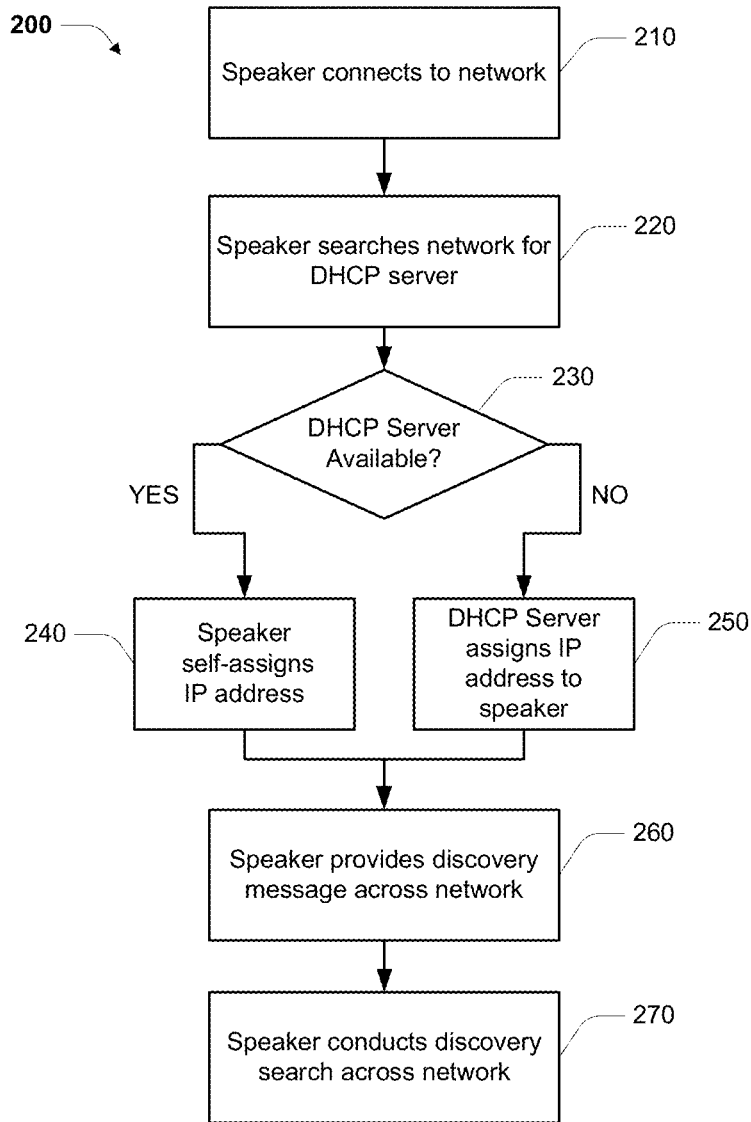 200
Speaker connects to network
210
Speaker searches network for
DHCP server
220
DHCP Server
Available?
230
YES
NO
240
Speaker
self-assigns
IP address
DHCP Server
assigns IP
address to
speaker
250
Speaker provides discovery
message across network
260
Speaker conducts discovery
search across network
270